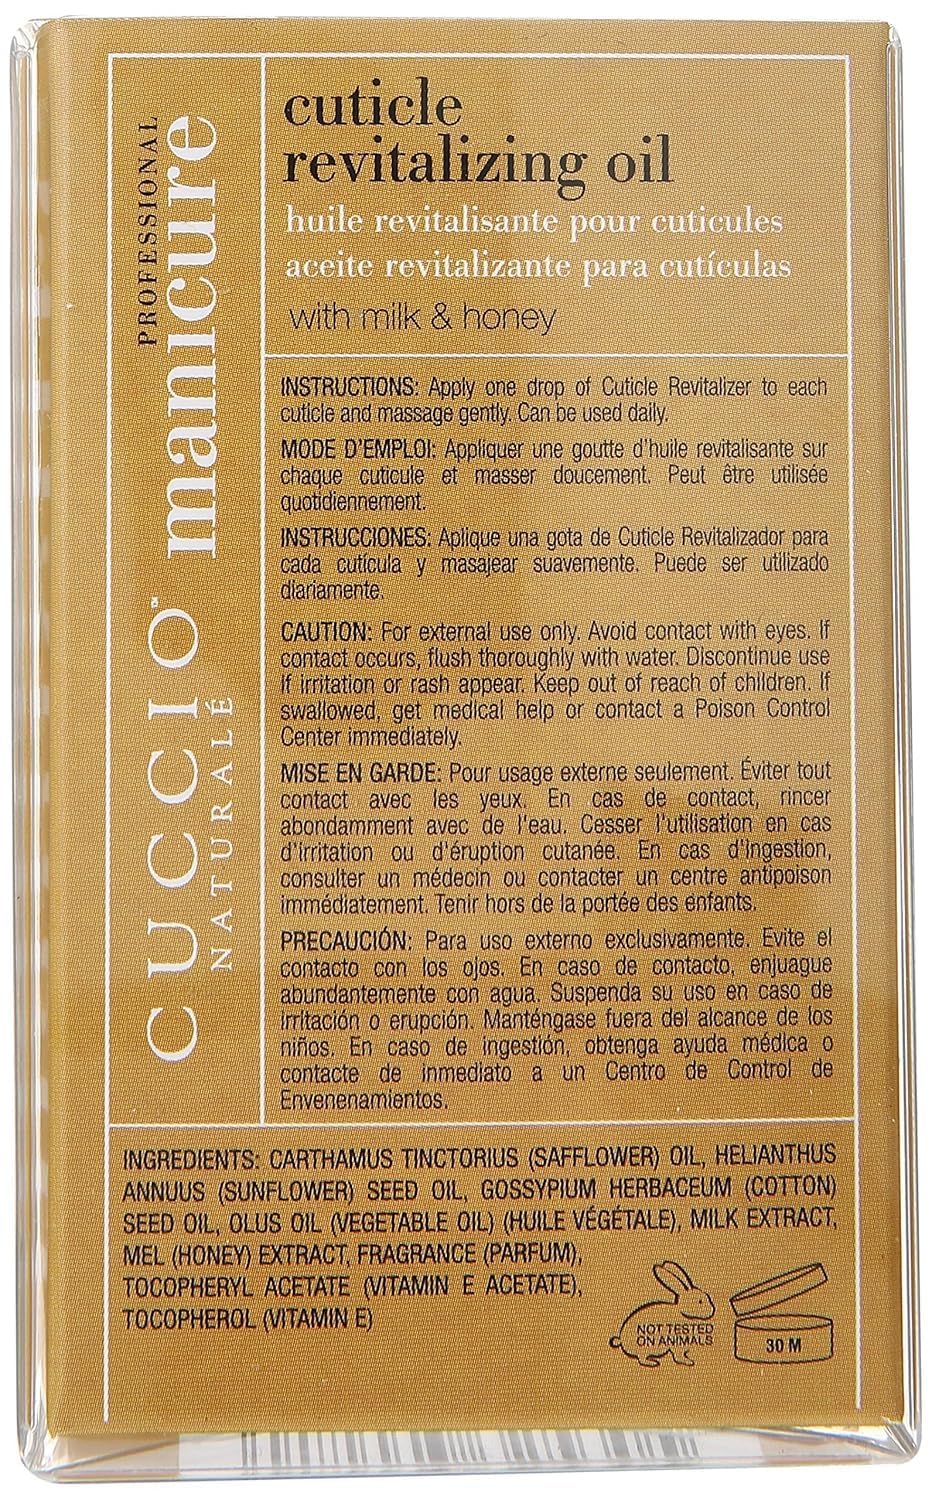 PROFESSIONAL
CUCCIO™ manicure
NATURALÉ
cuticle
revitalizing oil
huile revitalisante pour cuticules
aceite revitalizante para cutículas
with milk & honey
INSTRUCTIONS: Apply one drop of Cuticle Revitalizer to each
cuticle and massage gently. Can be used daily.
MODE D'EMPLOI: Appliquer une goutte d'huile revitalisante sur
chaque cuticule et masser doucement. Peut être utilisée
quotidiennement.
INSTRUCCIONES: Aplique una gota de Cuticle Revitalizador para
cada cutícula y masajear suavemente. Puede ser utilizado
diariamente.
CAUTION: For external use only. Avoid contact with eyes. If
contact occurs, flush thoroughly with water. Discontinue use
if irritation or rash appear. Keep out of reach of children. If
swallowed, get medical help or contact a Poison Control
Center immediately.
MISE EN GARDE: Pour usage externe seulement. Éviter tout
contact avec les yeux. En cas de contact, rincer
abondamment avec de l'eau. Cesser l'utilisation en cas
d'irritation ou d'éruption cutanée. En cas d'ingestion,
consulter un médecin ou contacter un centre antipoison
immédiatement. Tenir hors de la portée des enfants.
PRECAUCIÓN: Para uso externo exclusivamente. Evite el
contacto con los ojos. En caso de contacto, enjuague
abundantemente con agua. Suspenda su uso en caso de
irritación o erupción. Manténgase fuera del alcance de los
niños. En caso de ingestión, obtenga ayuda médica o
contacte de inmediato a un Centro de Control de
Envenenamientos.
INGREDIENTS: CARTHAMUS TINCTORIUS (SAFFLOWER) OIL, HELIANTHUS
ANNUUS (SUNFLOWER) SEED OIL, GOSSYPIUM HERBACEUM (COTTON)
SEED OIL, OLUS OIL (VEGETABLE OIL) (HUILE VÉGÉTALE), MILK EXTRACT,
MEL (HONEY) EXTRACT, FRAGRANCE (PARFUM),
TOCOPHERYL ACETATE (VITAMIN E ACETATE),
TOCOPHEROL (VITAMIN E)
NOT TESTED
ON ANIMALS
30 M